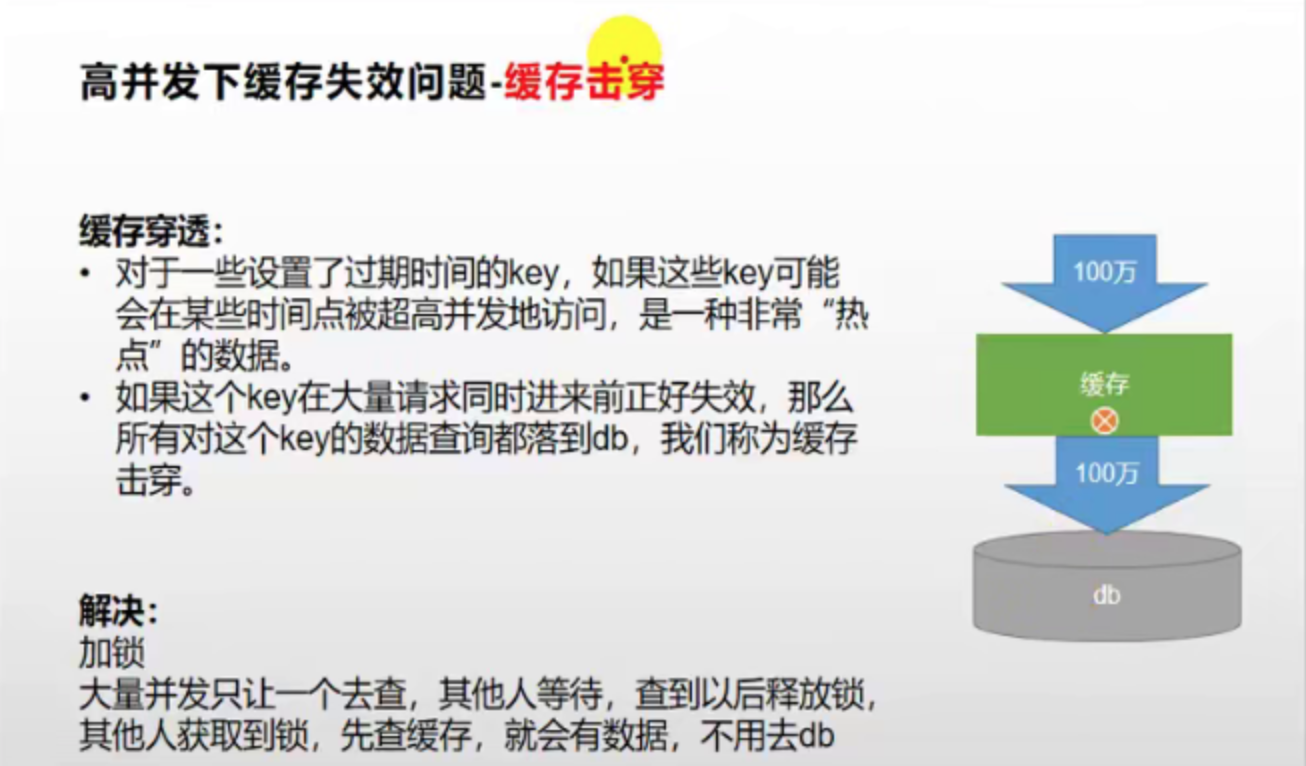 高并发下缓存失效问题-缓存击穿
缓存穿透：
• 对于一些设置了过期时间的key，如果这些key可能
会在某些时间点被超高并发地访问，是一种非常“热
点”的数据。
• 如果这个key在大量请求同时进来前正好失效，那么
所有对这个key的数据查询都落到db，我们称为缓存
击穿。
解决：
加锁
大量并发只让一个去查，其他人等待，查到以后释放锁，
其他人获取到锁，先查缓存，就会有数据，不用去db
100万
缓存
100万
db